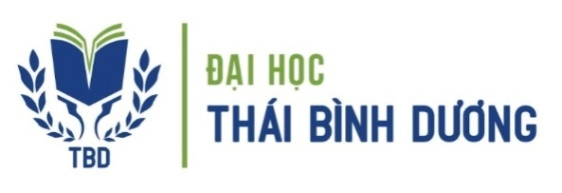 TBD
ĐẠI HỌC
THÁI BÌNH DƯƠNG